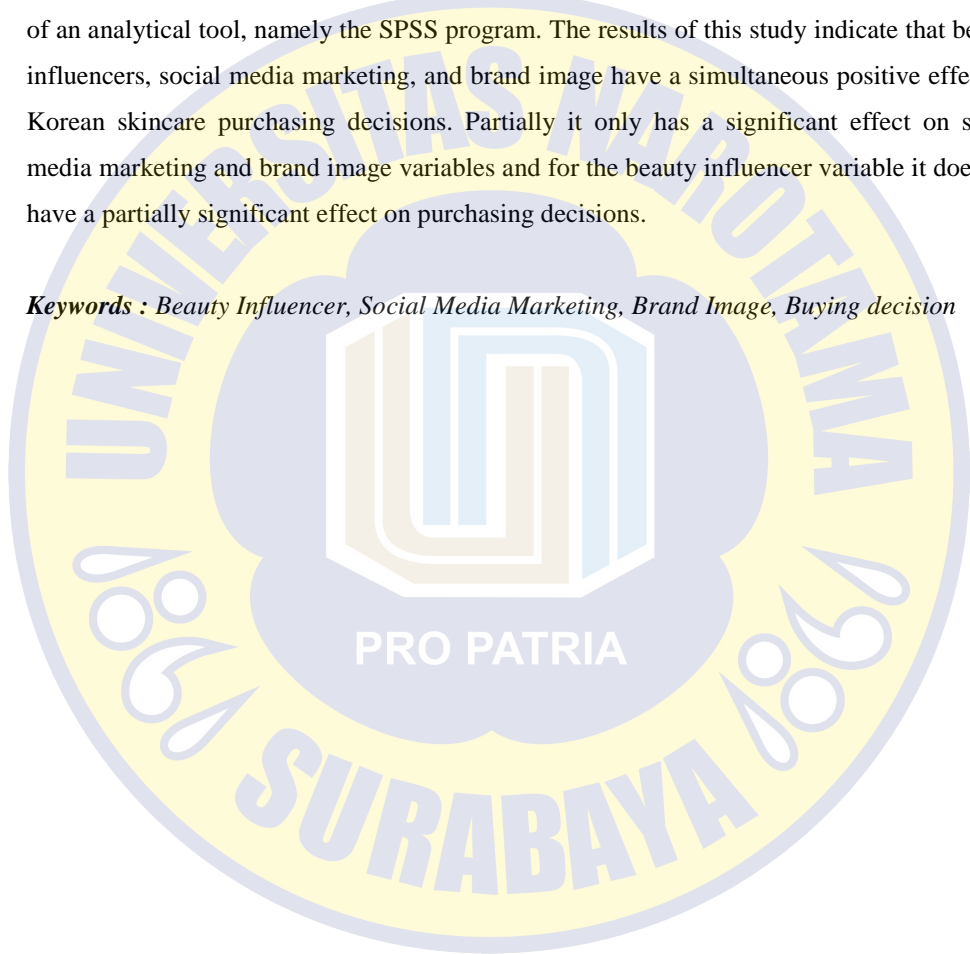 of an analytical tool, namely the SPSS program. The results of this study indicate that be
influencers, social media marketing, and brand image have a simultaneous positive effe
Korean skincare purchasing decisions. Partially it only has a significant effect on s
media marketing and brand image variables and for the beauty influencer variable it doe
have a partially significant effect on purchasing decisions.
Keywords : Beauty Influencer, Social Media Marketing, Brand Image, Buying decision
UNIVERSITAS NAROTAMA
PRO PATRIA
SURABAYA